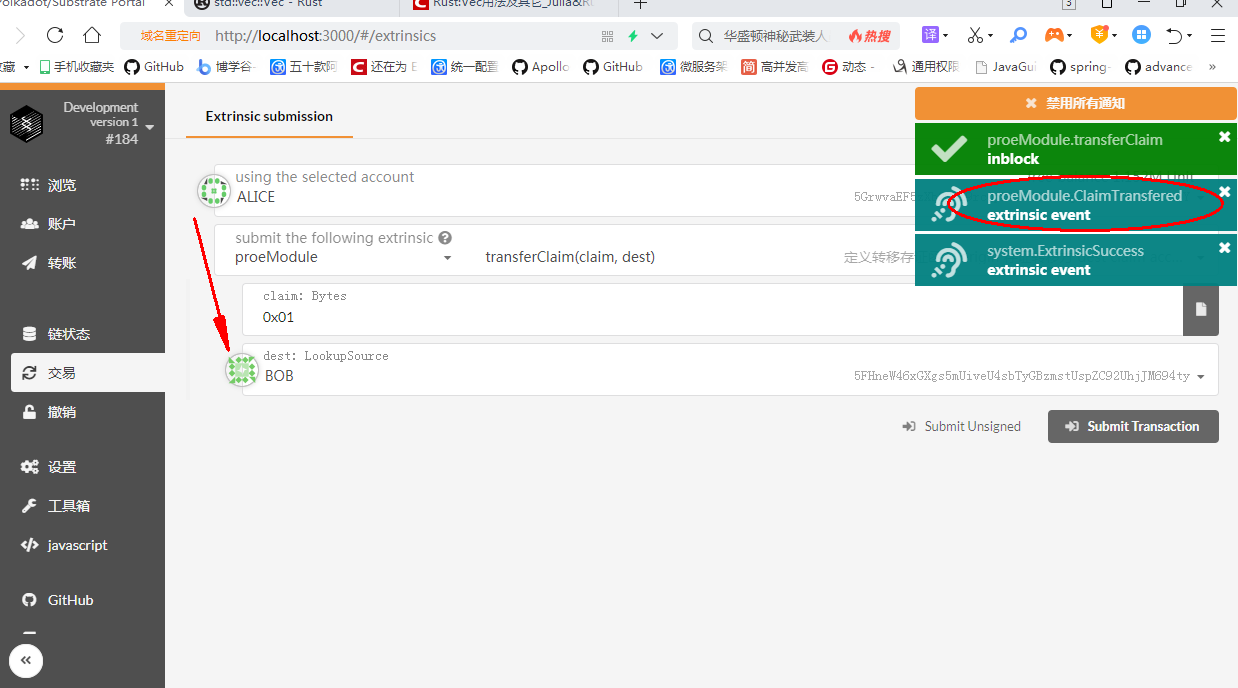 Polkadot/Substrate Portal
std::vec::Vec - Rust
Rust:Vec用法及其它_Julia&R
3
域名重定向 http://localhost:3000/#/extrinsics
华盛顿神秘武装人
热搜
译
收藏 手机收藏夹 GitHub 博学谷- 五十款阿 还在为 E 统一配置 Apollo GitHub 微服务架 高并发高 动态 - 通用权限 JavaGui spring- advance »
Development
version 1
#184
浏览
账户
转账
链状态
交易
撤销
设置
工具箱
javascript
GitHub
Extrinsic submission
using the selected account
ALICE
5GrwvaEF5
submit the following extrinsic
proeModule
transferClaim(claim, dest)
定义转移存
claim: Bytes
0x01
dest: LookupSource
BOB
5FHneW46xGXgs5mUiveU4sbTyGBzmstUspZC92UhjJM694ty
Submit Unsigned
Submit Transaction
禁用所有通知
proeModule.transferClaim
inblock
proeModule.ClaimTransfered
extrinsic event
system.ExtrinsicSuccess
extrinsic event